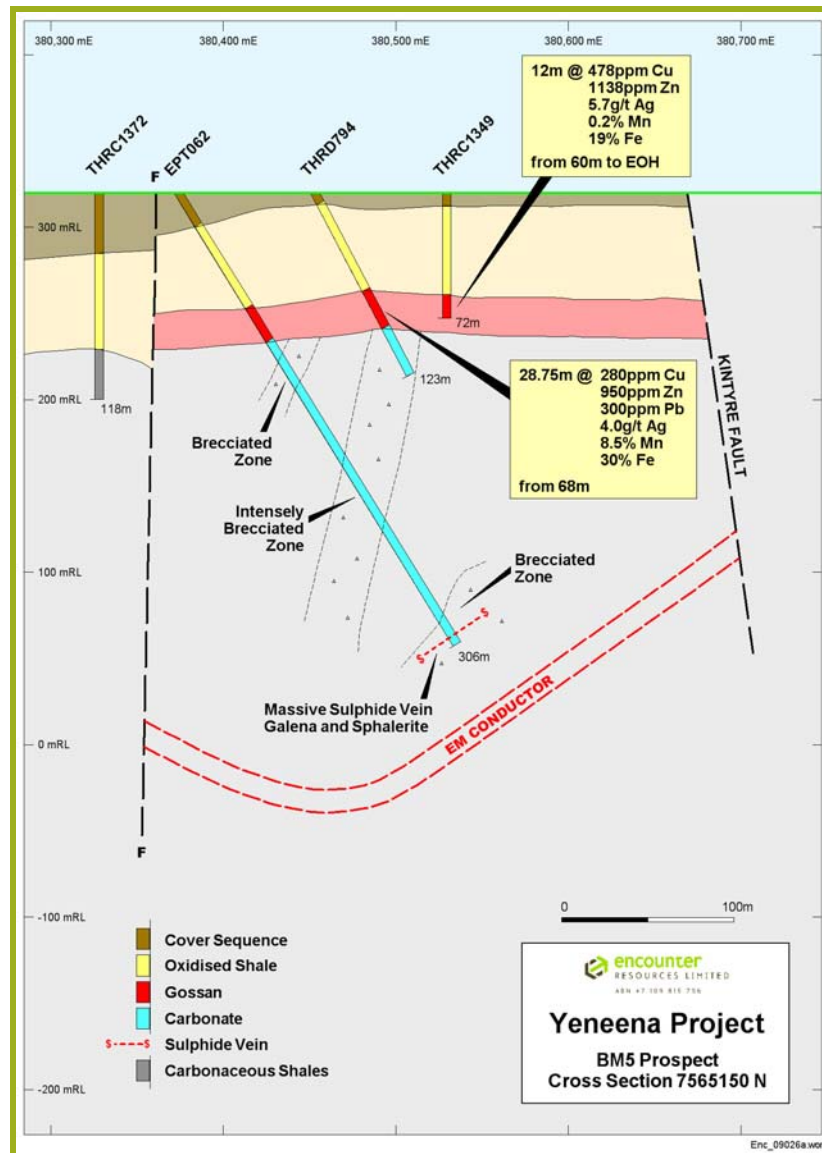 380,300 mE
380,400 mE
380,500 mE
380,600 mE
380,700 mE
12m @ 478ppm Cu
1138ppm Zn
5.7g/t Ag
0.2% Mn
19% Fe
from 60m to EOH
THRC1372
F
EPT062
THRD794
THRC1349
300 mRL
72m
28.75m @ 280ppm Cu
950ppm Zn
300ppm Pb
4.0g/t Ag
8.5% Mn
30% Fe
from 68m
KINTYRE FAULT
200 mRL
118m
123m
Brecciated
Zone
Intensely
Brecciated
Zone
100 mRL
Brecciated
Zone
S
S
306m
Massive Sulphide Vein
Galena and Sphalerite
EM CONDUCTOR
0 mRL
F
-100 mRL
0
100m
Cover Sequence
Oxidised Shale
Gossan
Carbonate
S S Sulphide Vein
Carbonaceous Shales
encounter
RESOURCES LIMITED
ABN 47 109 815 796
Yeneena Project
BM5 Prospect
Cross Section 7565150 N
-200 mRL
Enc_09026a.wor